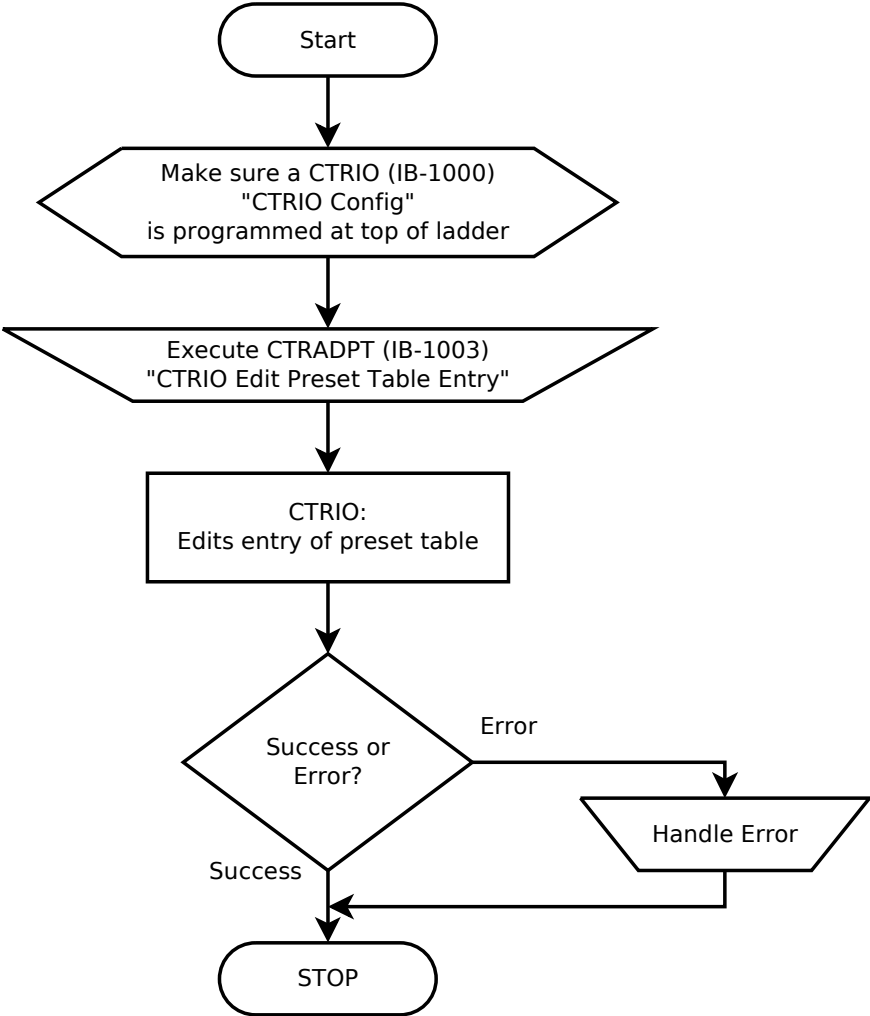 Start
Make sure a CTRIO (IB-1000)
"CTRIO Config"
is programmed at top of ladder
Execute CTRADPT (IB-1003)
"CTRIO Edit Preset Table Entry"
CTRIO:
Edits entry of preset table
Success or
Error?
Error
Handle Error
Success
STOP